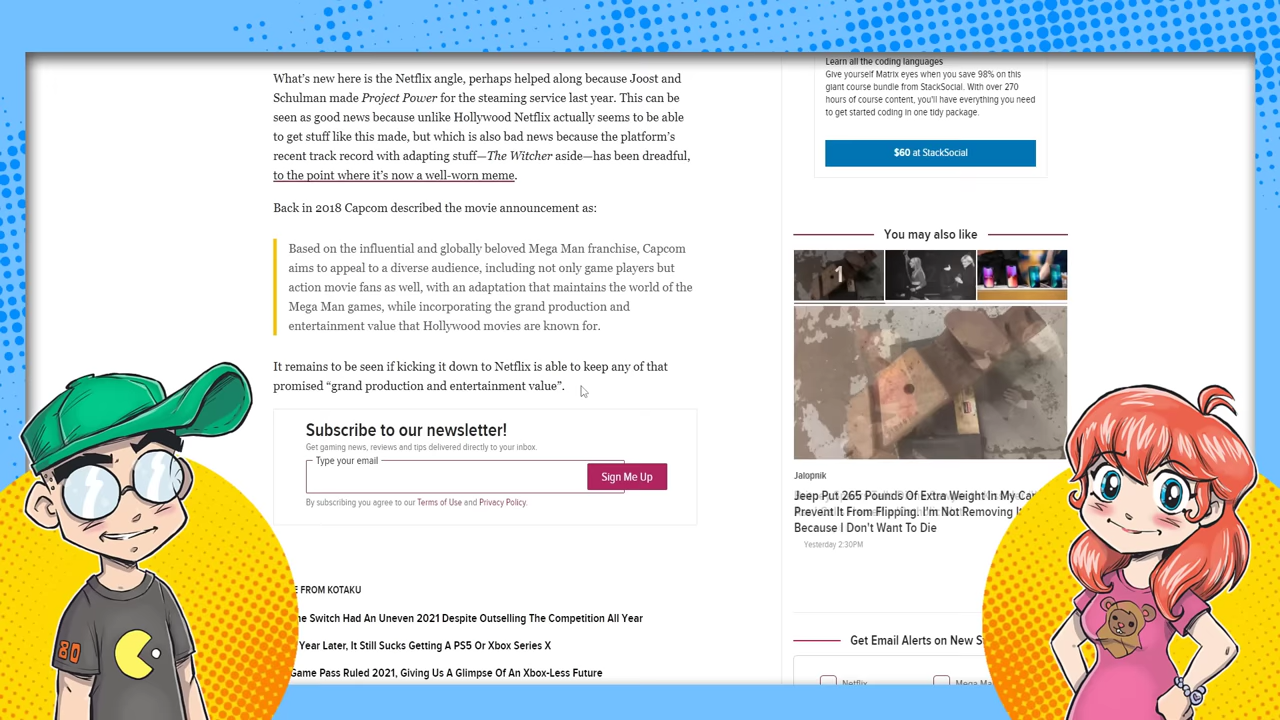 What's new here is the Netflix angle, perhaps helped along because Joost and
Schulman made Project Power for the steaming service last year. This can be
seen as good news because unlike Hollywood Netflix actually seems to be able
to get stuff like this made, but which is also bad news because the platform's
recent track record with adapting stuff—The Witcher aside—has been dreadful,
to the point where it's now a well-worn meme.
Back in 2018 Capcom described the movie announcement as:
Based on the influential and globally beloved Mega Man franchise, Capcom
aims to appeal to a diverse audience, including not only game players but
action movie fans as well, with an adaptation that maintains the world of the
Mega Man games, while incorporating the grand production and
entertainment value that Hollywood movies are known for.
It remains to be seen if kicking it down to Netflix is able to keep any of that
promised “grand production and entertainment value”.
Subscribe to our newsletter!
Get gaming news, reviews and tips delivered directly to your inbox.
Type your email
Sign Me Up
By subscribing you agree to our Terms of Use and Privacy Policy.
E FROM KOTAKU
he Switch Had An Uneven 2021 Despite Outselling The Competition All Year
Year Later, It Still Sucks Getting A PS5 Or Xbox Series X
Game Pass Ruled 2021, Giving Us A Glimpse Of An Xbox-Less Future
Learn all the coding languages
Give yourself Matrix eyes when you save 98% on this
giant course bundle from StackSocial. With over 270
hours of course content, you'll have everything you need
to get started coding in one tidy package.
$60 at StackSocial
You may also like
1
Jalopnik
Jeep Put 265 Pounds Of Extra Weight In My Ca
Prevent It From Flipping. I'm Not Removing I
Because I Don't Want To Die
Yesterday 2:30PM
Get Email Alerts on New S
Netflix
Mega Ma
80